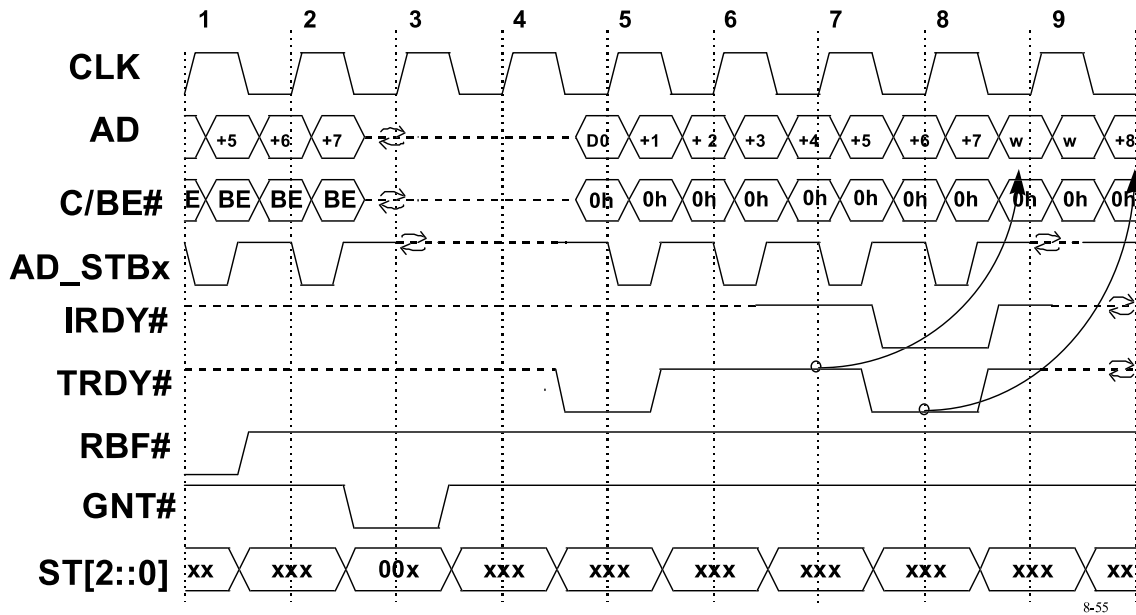 1 2 3 4 5 6 7 8 9
CLK
AD +5 +6 +7 D0 +1 + 2 +3 +4 +5 +6 +7 w w +8
C/BE# E BE BE BE 0h 0h 0h 0h 0h 0h 0h 0h 0h 0h 0h
AD_STBx
IRDY#
TRDY#
RBF#
GNT#
ST[2::0] xx xxx 00x xxx xxx xxx xxx xxx xxx xx
8-55